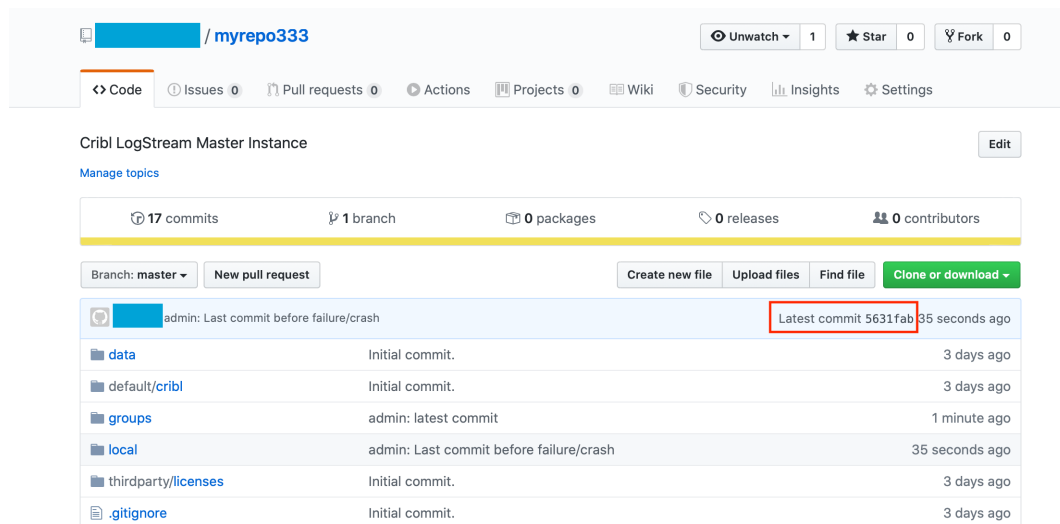 / myrepo333
Unwatch 1 Star 0 Fork 0
<> Code Issues 0 Pull requests 0 Actions Projects 0 Wiki Security Insights Settings
Cribl LogStream Master Instance Edit
Manage topics
17 commits 1 branch 0 packages 0 releases 0 contributors
Branch: master New pull request Create new file Upload files Find file Clone or download
admin: Last commit before failure/crash Latest commit 5631fab 35 seconds ago
data Initial commit. 3 days ago
default/cribl Initial commit. 3 days ago
groups admin: latest commit 1 minute ago
local admin: Last commit before failure/crash 35 seconds ago
thirdparty/licenses Initial commit. 3 days ago
.gitignore Initial commit. 3 days ago